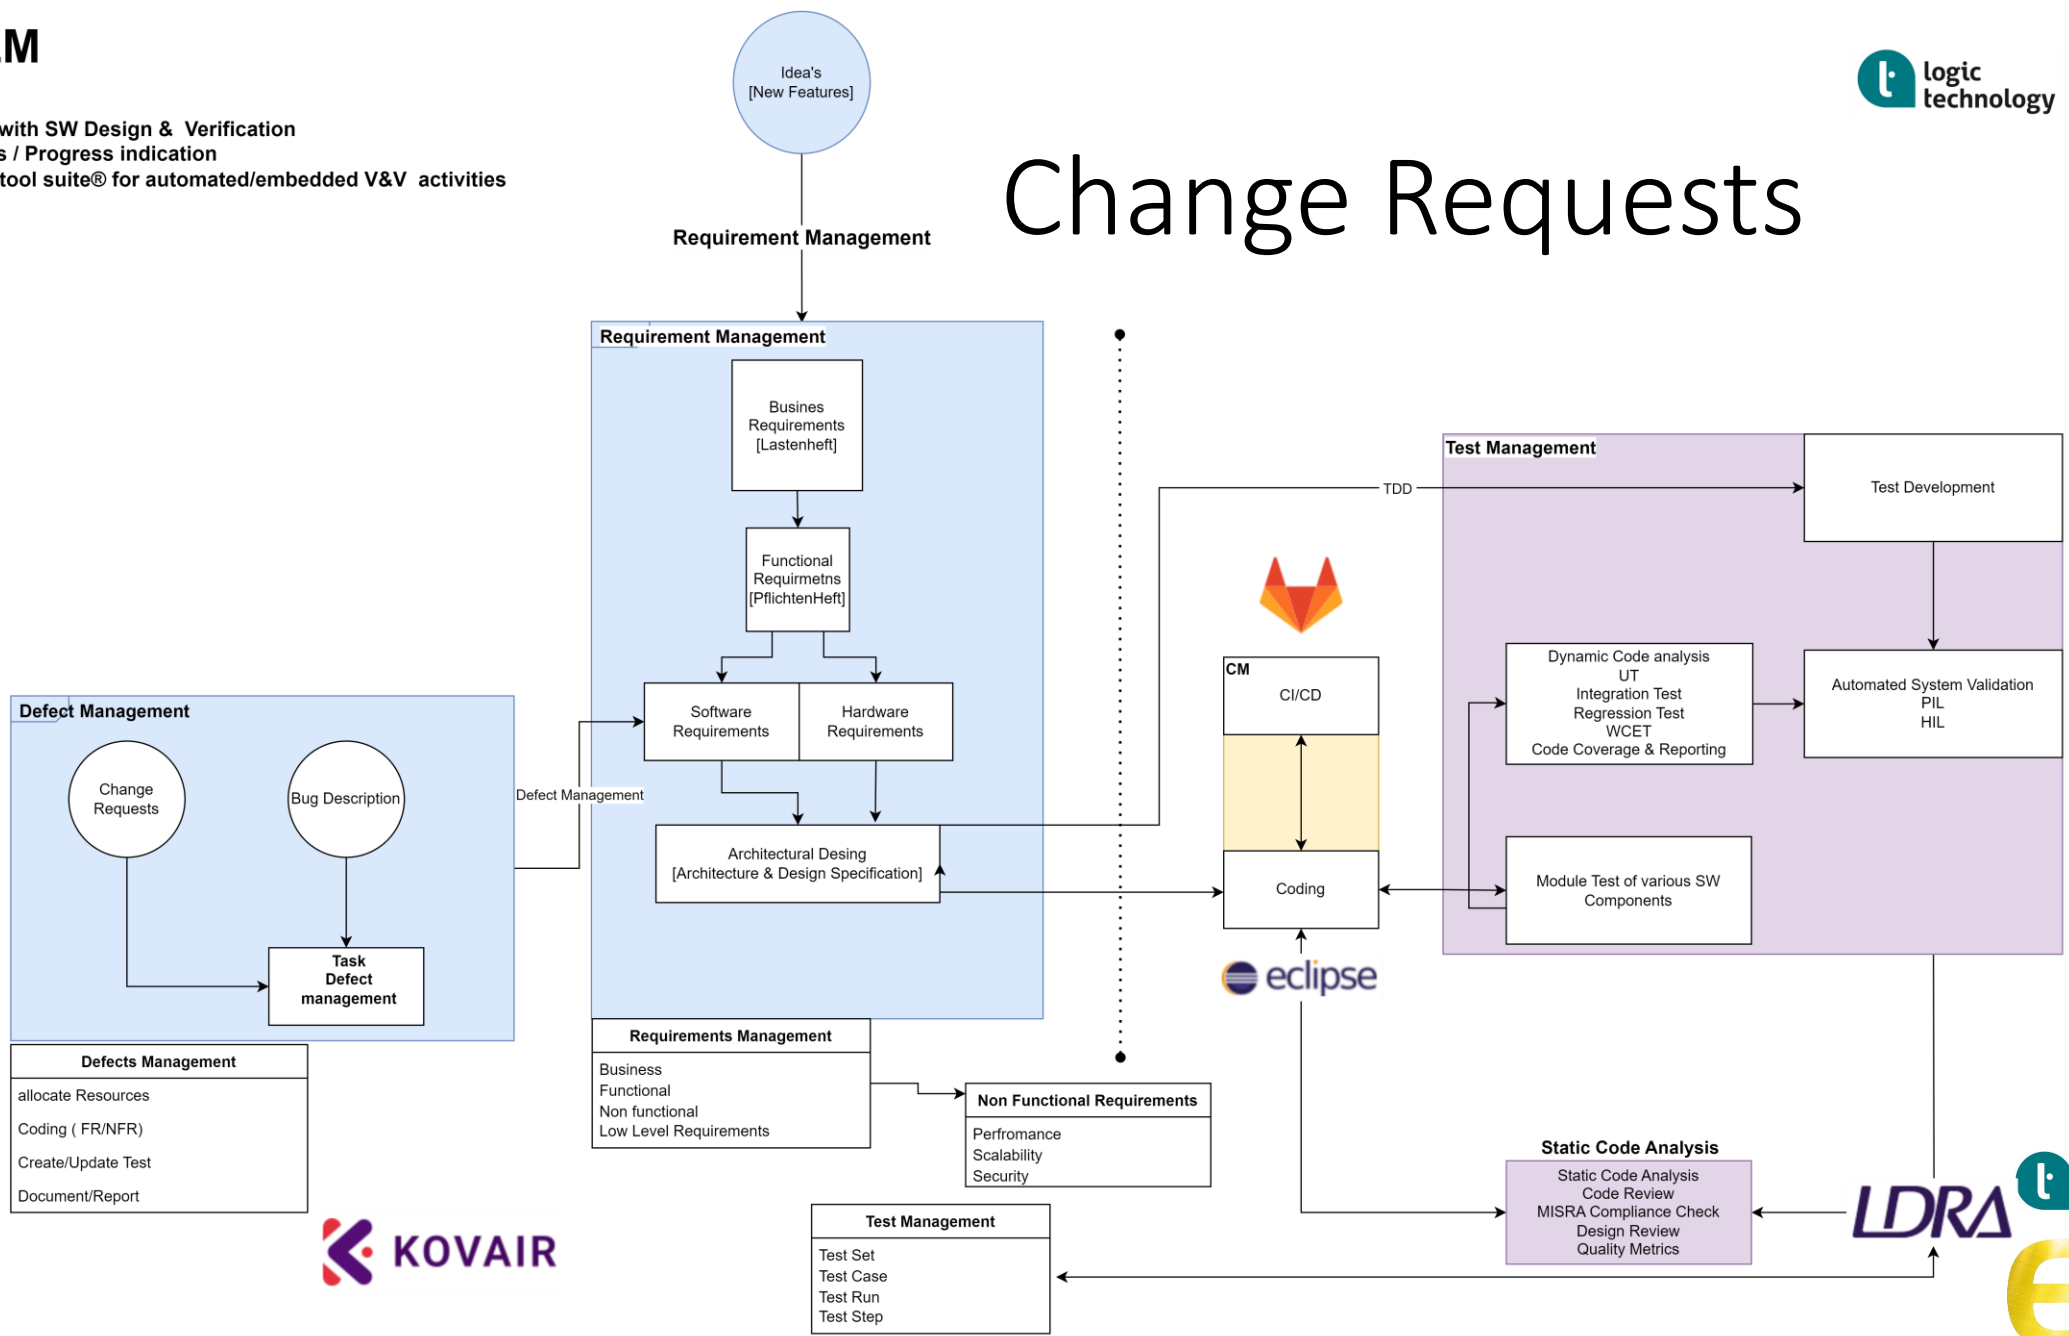 with SW Design &  Verification
/ Progress indication
tool suite® for automated/embedded V&V  activities
Idea's
[New Features]
logic
technology
Change Requests
Requirement Management
Requirement Management
Busines
Requirements
[Lastenheft]
Functional
Requirmetns
[PflichtenHeft]
Software
Requirements
Hardware
Requirements
Architectural Desing
[Architecture & Design Specification]
Defect Management
Change
Requests
Bug Description
Task
Defect
management
Defect Management
Defects Management
allocate Resources
Coding ( FR/NFR)
Create/Update Test
Document/Report
KOVAIR
Requirements Management
Business
Functional
Non functional
Low Level Requirements
Non Functional Requirements
Perfromance
Scalability
Security
Test Management
Test Set
Test Case
Test Run
Test Step
TDD
CM
CI/CD
Coding
eclipse
Test Management
Test Development
Dynamic Code analysis
UT
Integration Test
Regression Test
WCET
Code Coverage & Reporting
Automated System Validation
PIL
HIL
Module Test of various SW
Components
Static Code Analysis
Static Code Analysis
Code Review
MISRA Compliance Check
Design Review
Quality Metrics
LDRA